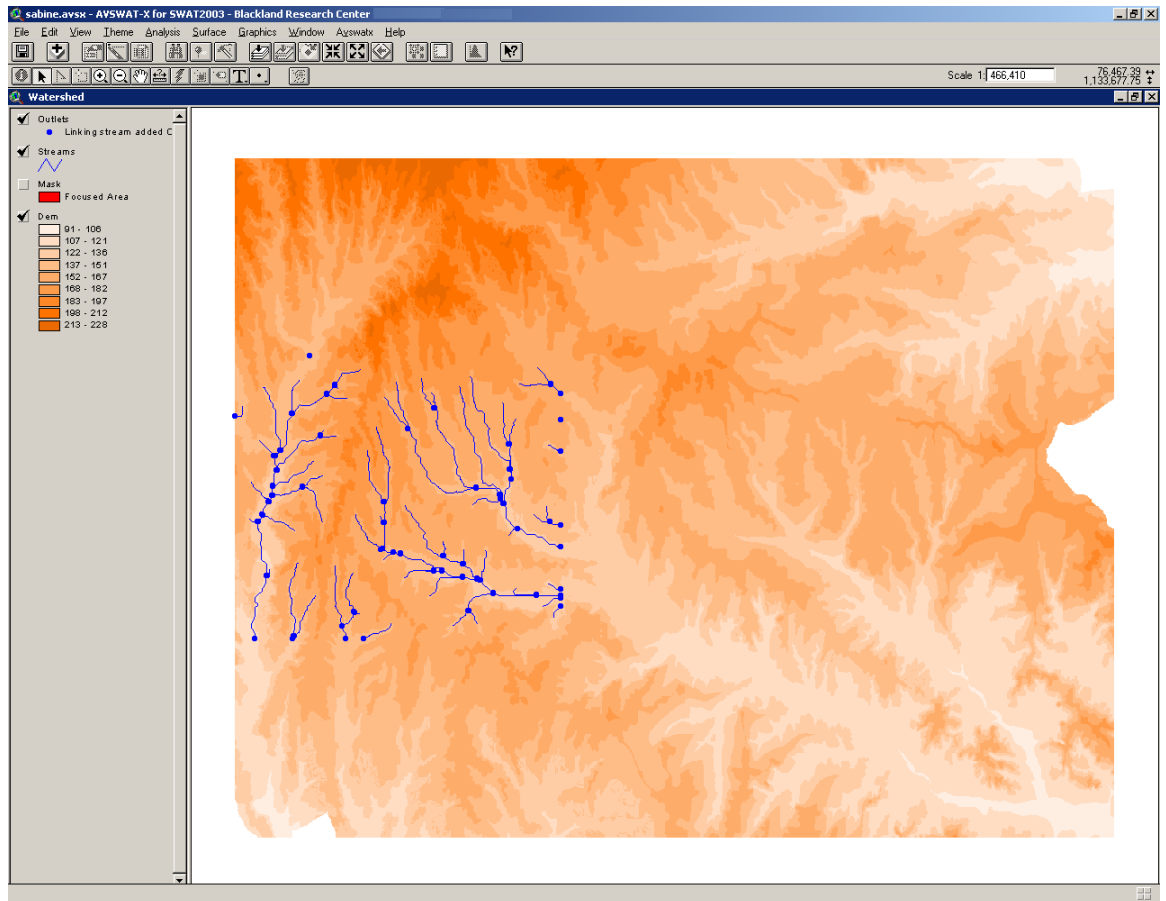 sabine.avsx - AVSWAT-X for SWAT2003 - Blackland Research Center
File Edit View Theme Analysis Surface Graphics Window Avswatx Help
Scale 1: 466,410
76,467.39
1,133,677.75
Watershed
Outlets
Linking stream added C
Streams
Mask
Focused Area
Dem
91 - 106
107 - 121
122 - 136
137 - 151
152 - 167
168 - 182
183 - 197
198 - 212
213 - 228